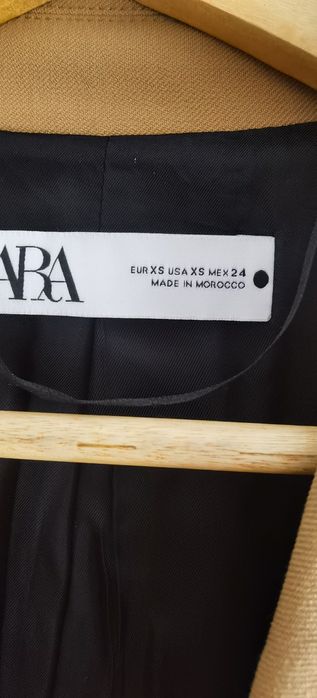 ARA
EUR XS USA XS MEX 24
MADE IN MOROCCO